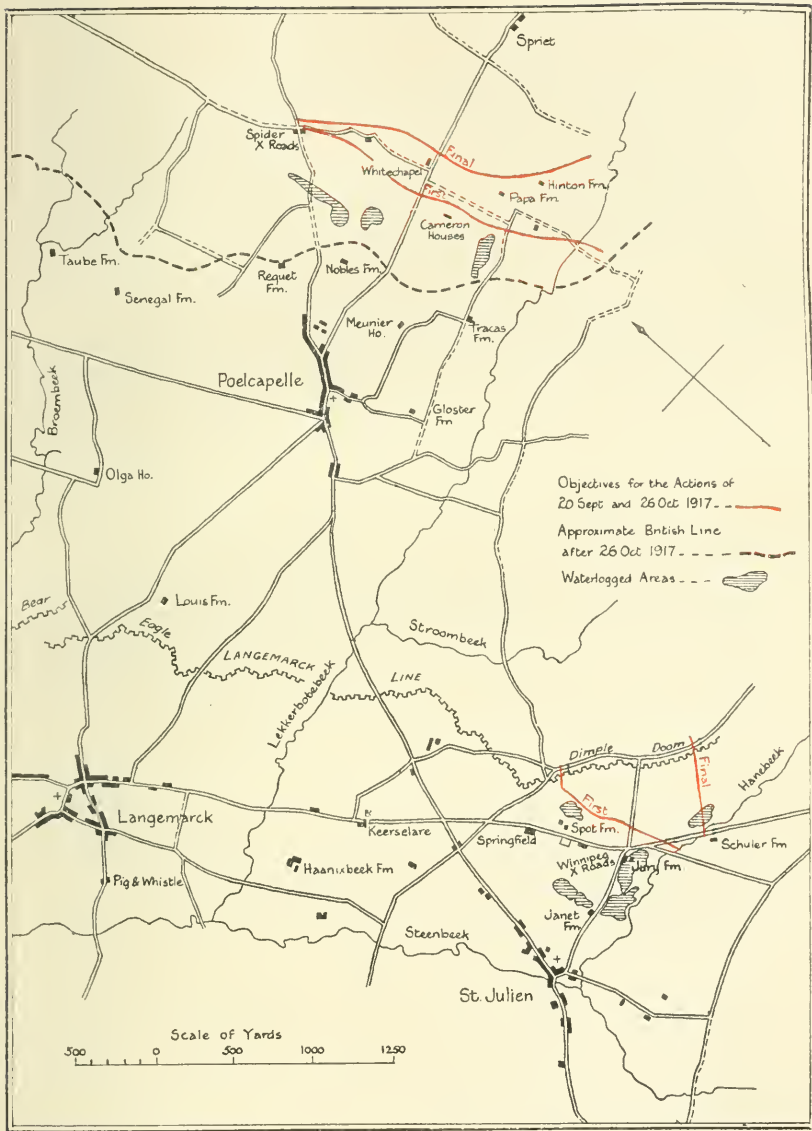 Spriet
Spider
X Roads
Final
Whitechapel
Hinton Fm.
First
Papa Fm.
Cameron
Houses
Taube Fm.
Senegal Fm.
Requet
Fm.
Nobles Fm.
Meunier
Ho.
Tracas
Fm.
Broembeek
Poelcapelle
Gloster
Fm
Olga Ho.
Objectives for the Actions of
20 Sept and 26 Oct 1917
Approximate British Line
after 26 Oct 1917
Waterlogged Areas
Bear
Louis Fm.
Eagle
LANGEMARCK
LINE
Stroombeek
Lekkerbotebeek
Dimple
Doom
Final
Hanebeek
First
Langemarck
Keerselare
Springfield
Spot Fm.
Schuler Fm
Winnipeg
X Roads
Jury Fm
Haanixbeek Fm
Pig & Whistle
Janet
Fm
Steenbeek
St. Julien
Scale of Yards
500 0 500 1000 1250